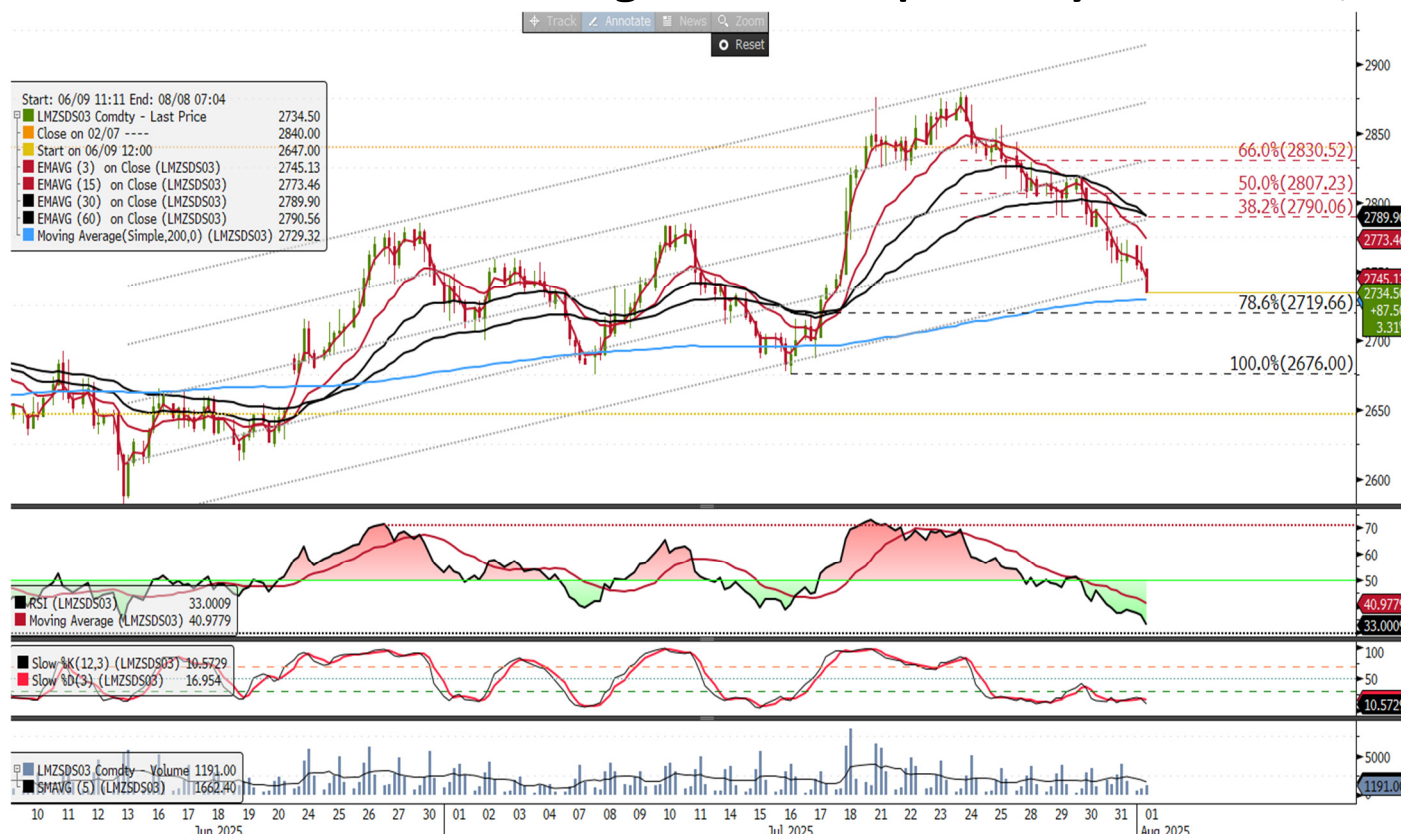 Track Annotate News Zoom
Reset
Start: 06/09 11:11 End: 08/08 07:04
LMZSDS03 Comdty - Last Price 2734.50
Close on 02/07 ---- 2840.00
Start on 06/09 12:00 2647.00
EMAVG (3) on Close (LMZSDS03) 2745.13
EMAVG (15) on Close (LMZSDS03) 2773.46
EMAVG (30) on Close (LMZSDS03) 2789.90
EMAVG (60) on Close (LMZSDS03) 2790.56
Moving Average(Simple,200,0) (LMZSDS03) 2729.32
66.0%(2830.52)
50.0%(2807.23)
38.2%(2790.06)
78.6%(2719.66)
100.0%(2676.00)
2900
2850
2800
2789.90
2773.46
2745.13
2734.50
+87.50
3.31%
2700
2650
2600
RSI (LMZSDS03) 33.0009
Moving Average (LMZSDS03) 40.9779
70
60
50
40.9779
33.0009
Slow %K(12,3) (LMZSDS03) 10.5729
Slow %D(3) (LMZSDS03) 16.954
100
50
10.5729
LMZSDS03 Comdty - Volume 1191.00
SMAVG (5) (LMZSDS03) 1662.40
5000
1191.00
10 11 12 13 16 17 18 19 20 24 25 26 27 30 01 02 03 04 07 08 09 10 11 14 15 16 17 18 21 22 23 24 25 28 29 30 31 01
Jun 2025 Jul 2025 Aug 2025